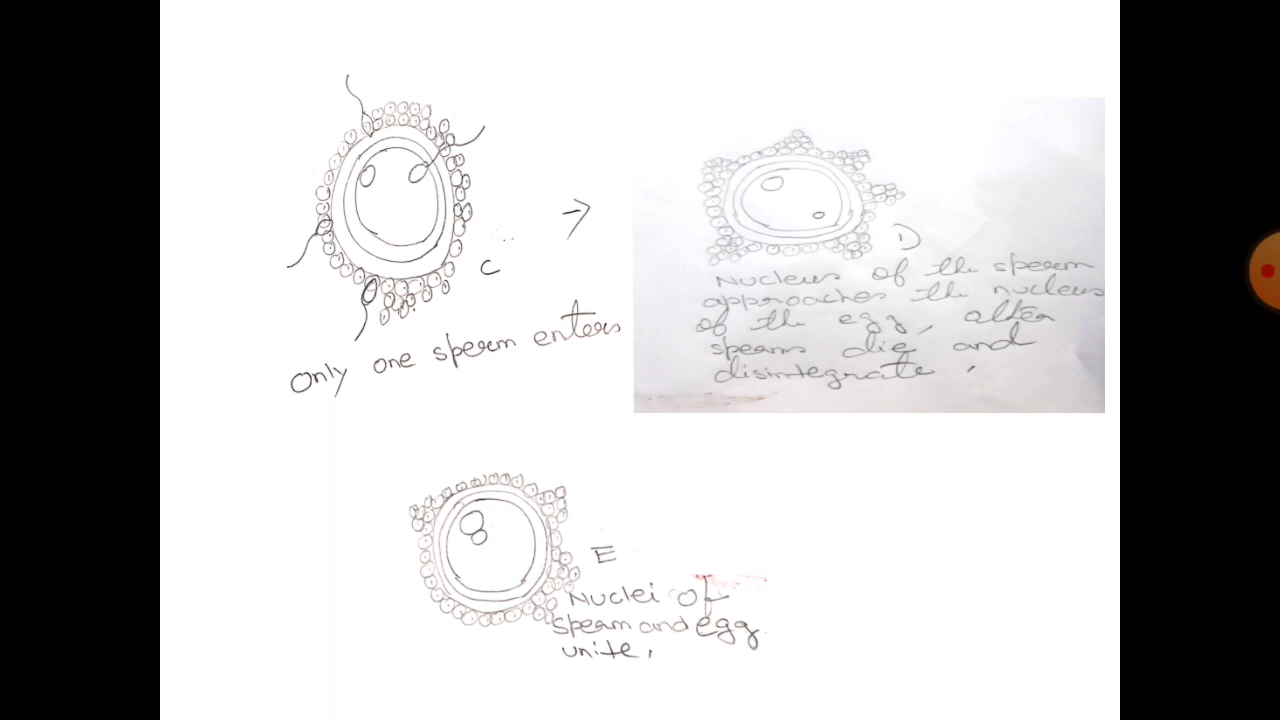 C
Only one sperm enters
→
D
Nucleus of the sperm
approaches the nucleus
of the egg, alter
sperms die and
disintegrate.
E
Nuclei of
sperm and egg
unite.